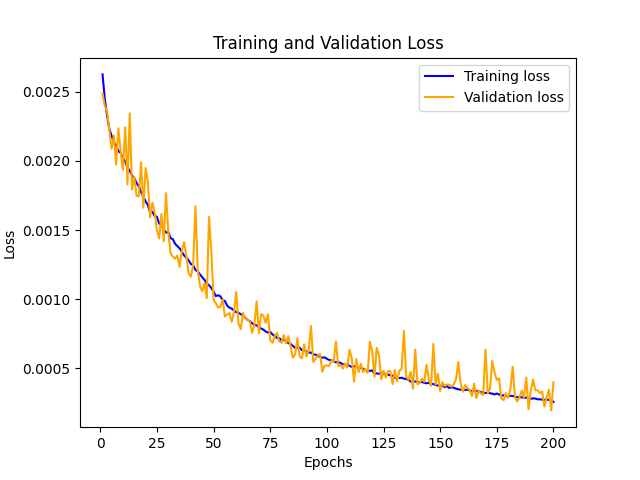 Training and Validation Loss
Training loss
Validation loss
Loss
0.0025
0.0020
0.0015
0.0010
0.0005
0 25 50 75 100 125 150 175 200
Epochs